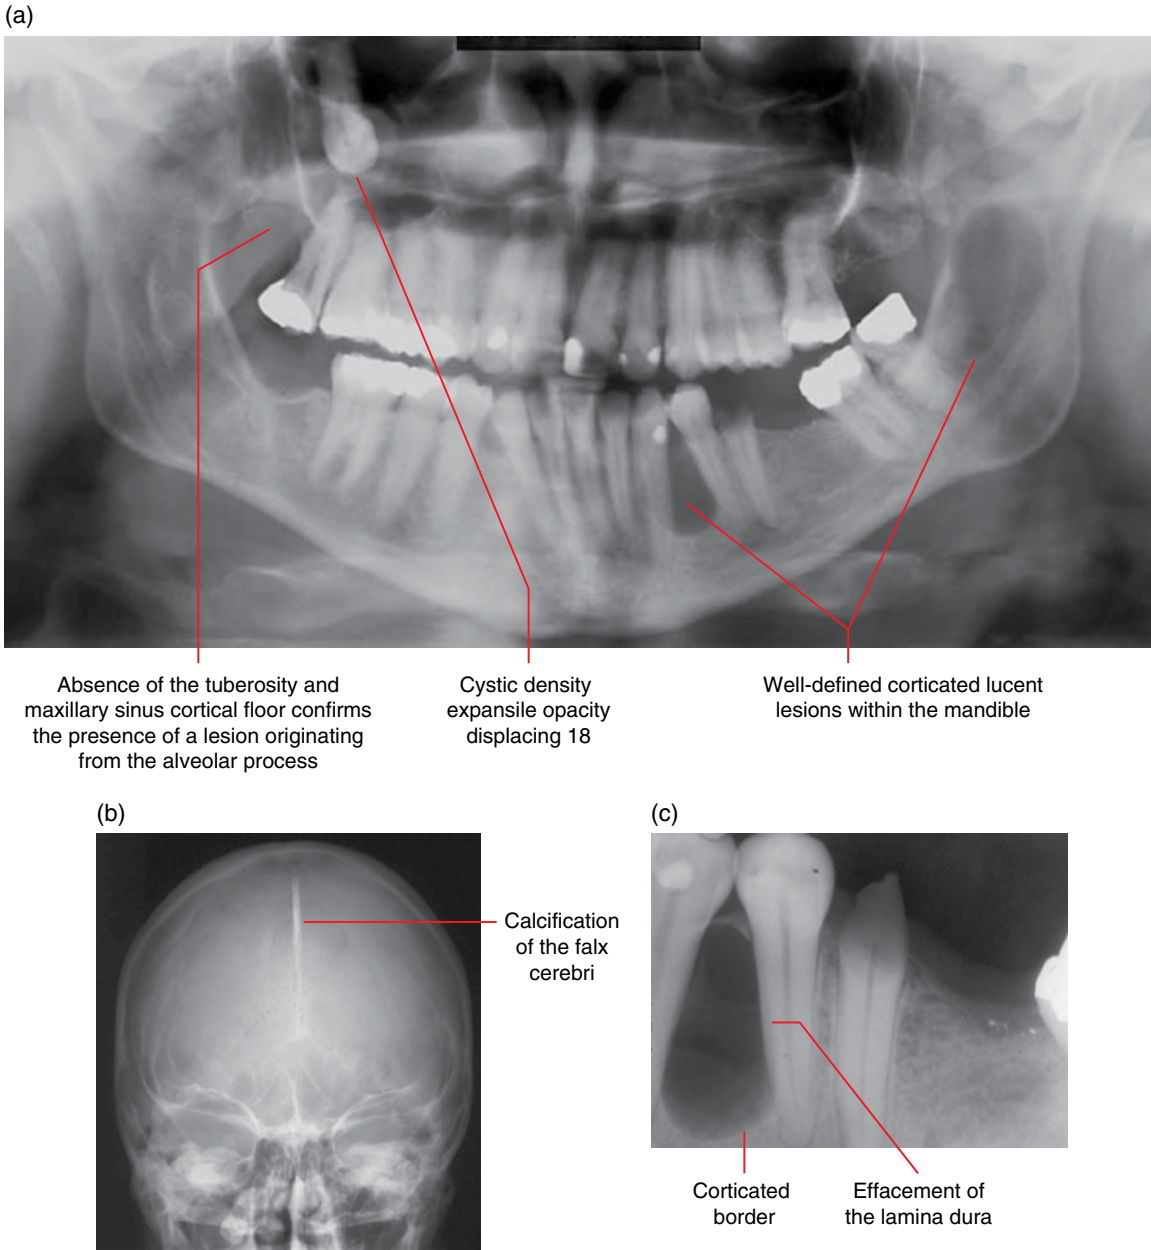 (a)
Absence of the tuberosity and
maxillary sinus cortical floor confirms
the presence of a lesion originating
from the alveolar process
Cystic density
expansile opacity
displacing 18
Well-defined corticated lucent
lesions within the mandible
(b)
Calcification
of the falx
cerebri
(c)
Corticated
border
Effacement of
the lamina dura